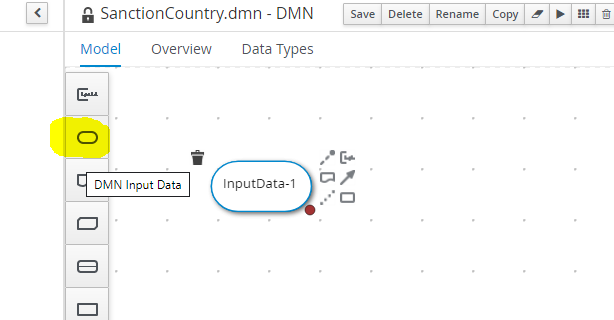 SanctionCountry.dmn - DMN
Save Delete Rename Copy
Model Overview Data Types
DMN Input Data
InputData-1